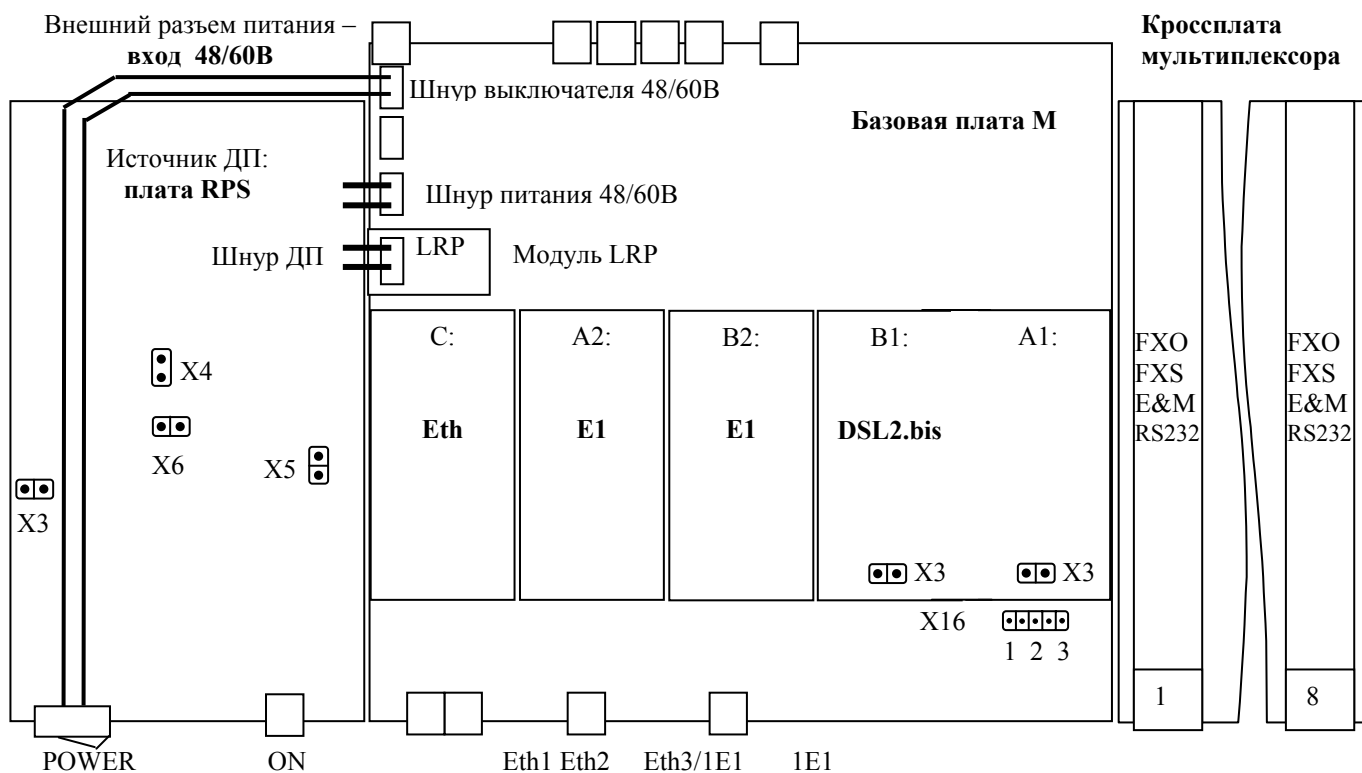 Внешний разъем питания –
вход 48/60В
Кроссплата
мультиплексора
Шнур выключателя 48/60В
Базовая плата М
Источник ДП:
плата RPS
Шнур питания 48/60В
Шнур ДП
LRP
Модуль LRP
C:
A2:
B2:
B1:
A1:
FXO
FXS
E&M
RS232
FXO
FXS
E&M
RS232
X4
Eth
E1
E1
DSL2.bis
X6
X5
X3
X3
X3
X16
1 2 3
1
8
POWER
ON
Eth1 Eth2
Eth3/1E1
1E1